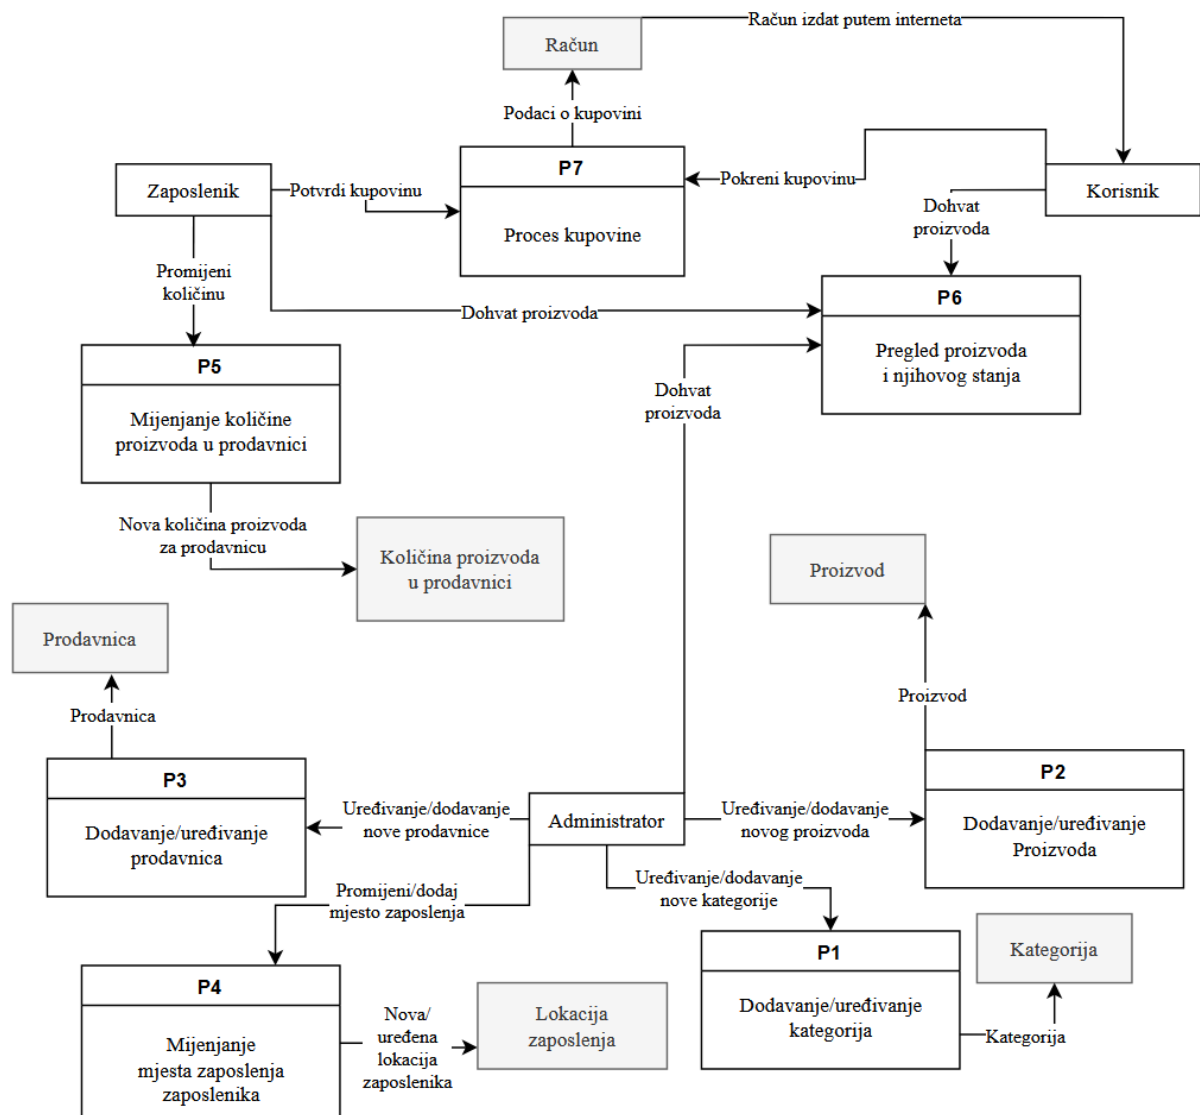 Račun izdat putem interneta
Račun
Podaci o kupovini
P7
Proces kupovine
Zaposlenik
Potvrdi kupovinu
Pokreni kupovinu
Korisnik
Dohvat
proizvoda
Promijeni
količinu
Dohvat proizvoda
P6
Pregled proizvoda
i njihovog stanja
P5
Mijenjanje količine
proizvoda u prodavnici
Dohvat
proizvoda
Nova količina proizvoda
za prodavnicu
Količina proizvoda
u prodavnici
Proizvod
Prodavnica
Prodavnica
Proizvod
P3
Dodavanje/uređivanje
prodavnica
Uređivanje/dodavanje
nove prodavnice
Administrator
Uređivanje/dodavanje
novog proizvoda
P2
Dodavanje/uređivanje
Proizvoda
Promijeni/dodaj
mjesto zaposlenja
Uređivanje/dodavanje
nove kategorije
P1
Dodavanje/uređivanje
kategorija
Kategorija
Kategorija
P4
Mijenjanje
mjesta zaposlenja
zaposlenika
Nova/
uređena
lokacija
zaposlenika
Lokacija
zaposlenja